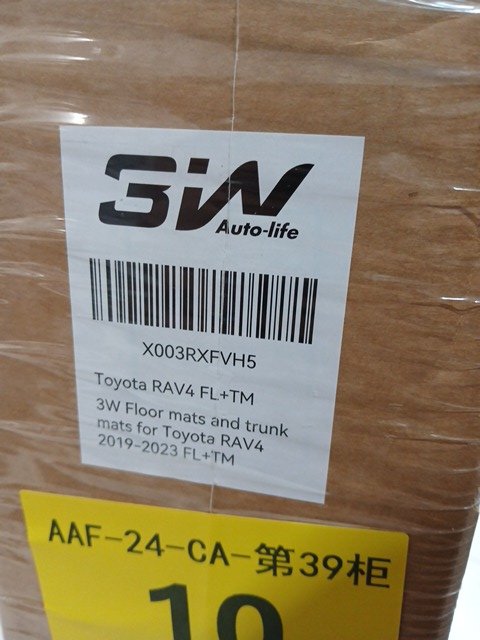 3W
Auto-life
X003RXFVH5
Toyota RAV4 FL+TM
3W Floor mats and trunk
mats for Toyota RAV4
2019-2023 FL+TM
AAF-24-CA-第39柜
10